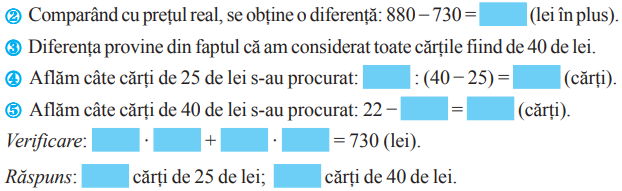 2 Comparând cu prețul real, se obține o diferență: 880 – 730 = (lei în plus).
3 Diferența provine din faptul că am considerat toate cărțile fiind de 40 de lei.
4 Aflăm câte cărți de 25 de lei s-au procurat: : (40 – 25) = (cărți).
5 Aflăm câte cărți de 40 de lei s-au procurat: 22 – = (cărți).
Verificare: · + · = 730 (lei).
Răspuns: cărți de 25 de lei; cărți de 40 de lei.